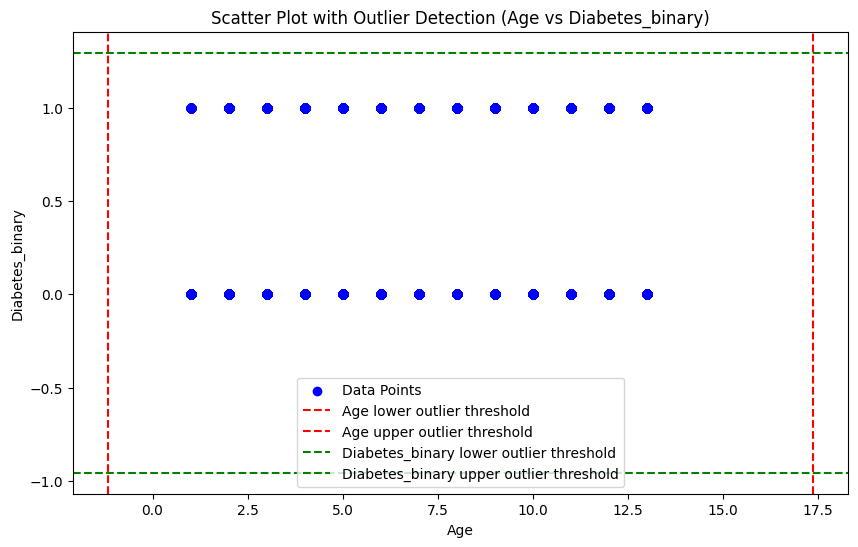 Scatter Plot with Outlier Detection (Age vs Diabetes_binary)
1.0
0.5
0.0
−0.5
−1.0
Diabetes_binary
Data Points
Age lower outlier threshold
Age upper outlier threshold
Diabetes_binary lower outlier threshold
Diabetes_binary upper outlier threshold
0.0 2.5 5.0 7.5 10.0 12.5 15.0 17.5
Age